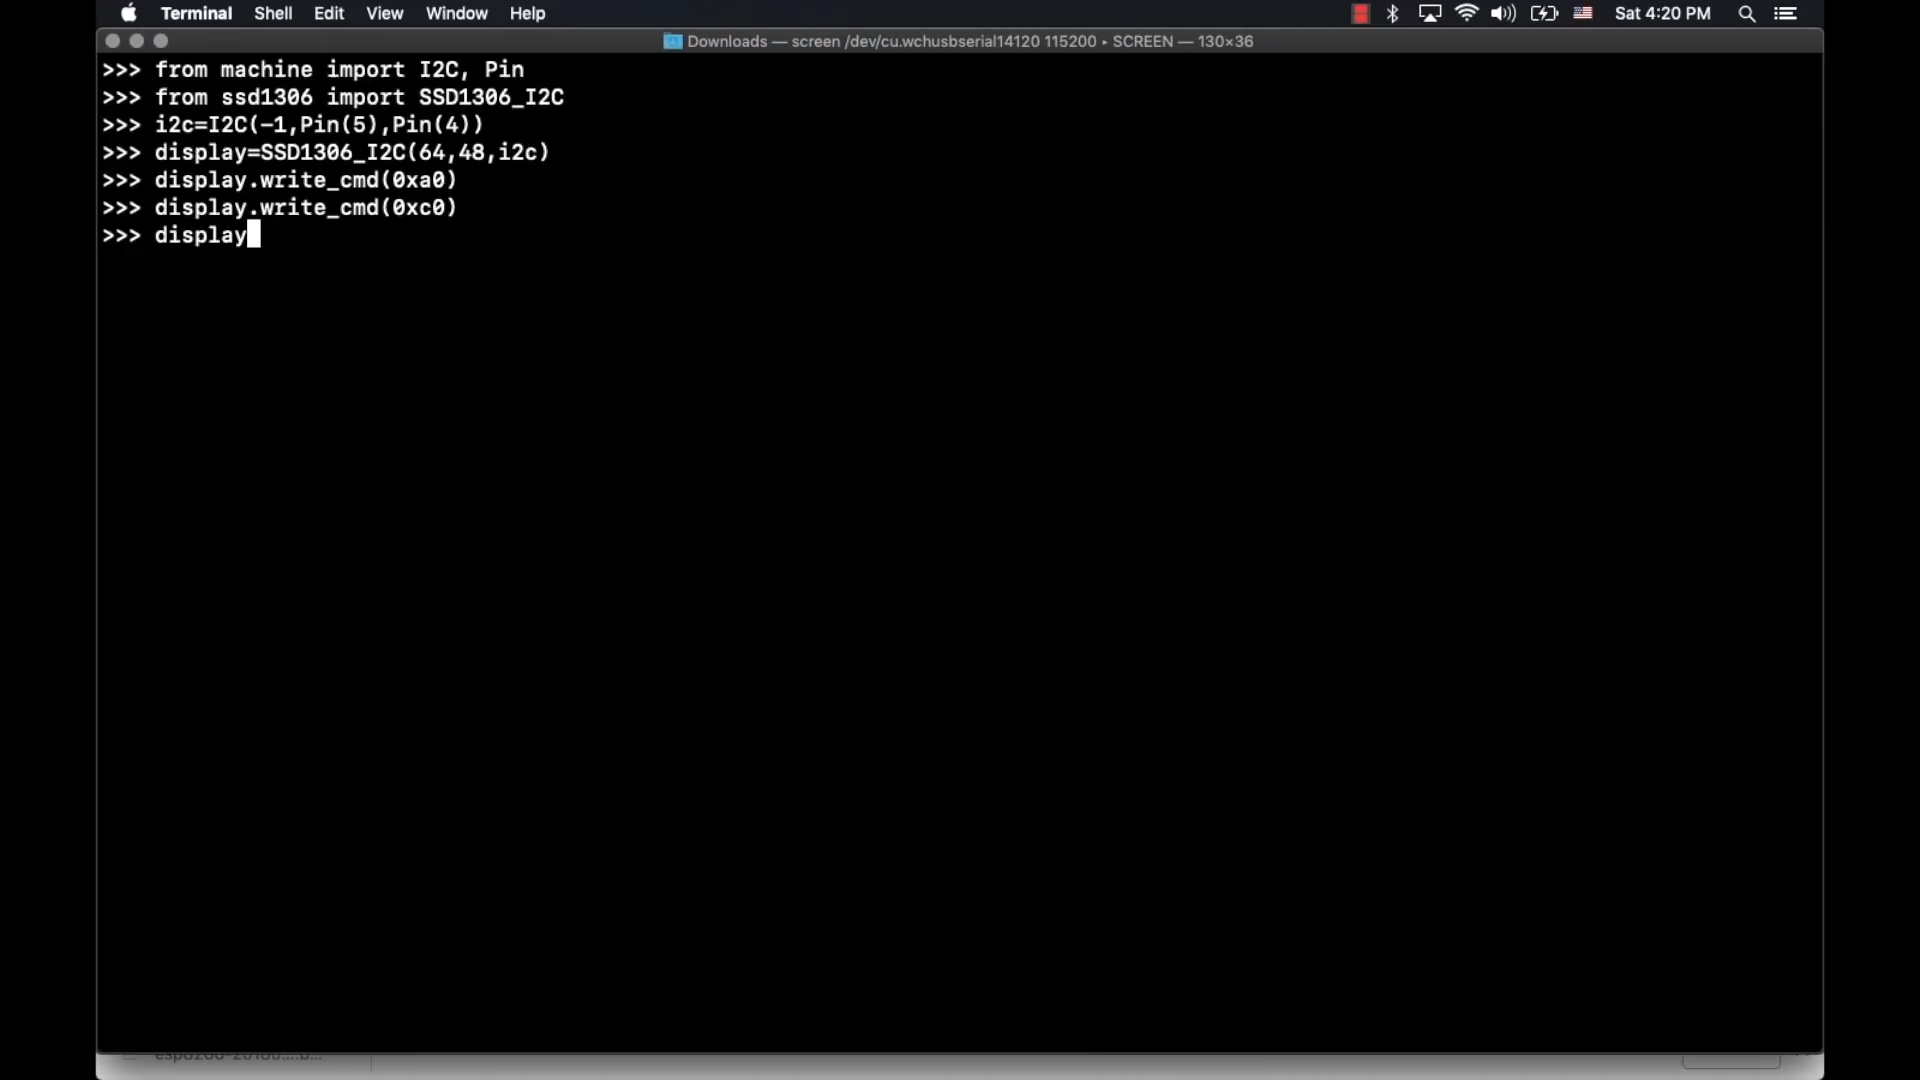 Terminal Shell Edit View Window Help Sat 4:20 PM
Downloads — screen /dev/cu.wchusbserial14120 115200 ▸ SCREEN — 130×36
>>> from machine import I2C, Pin
>>> from ssd1306 import SSD1306_I2C
>>> i2c=I2C(-1,Pin(5),Pin(4))
>>> display=SSD1306_I2C(64,48,i2c)
>>> display.write_cmd(0xa0)
>>> display.write_cmd(0xc0)
>>> display